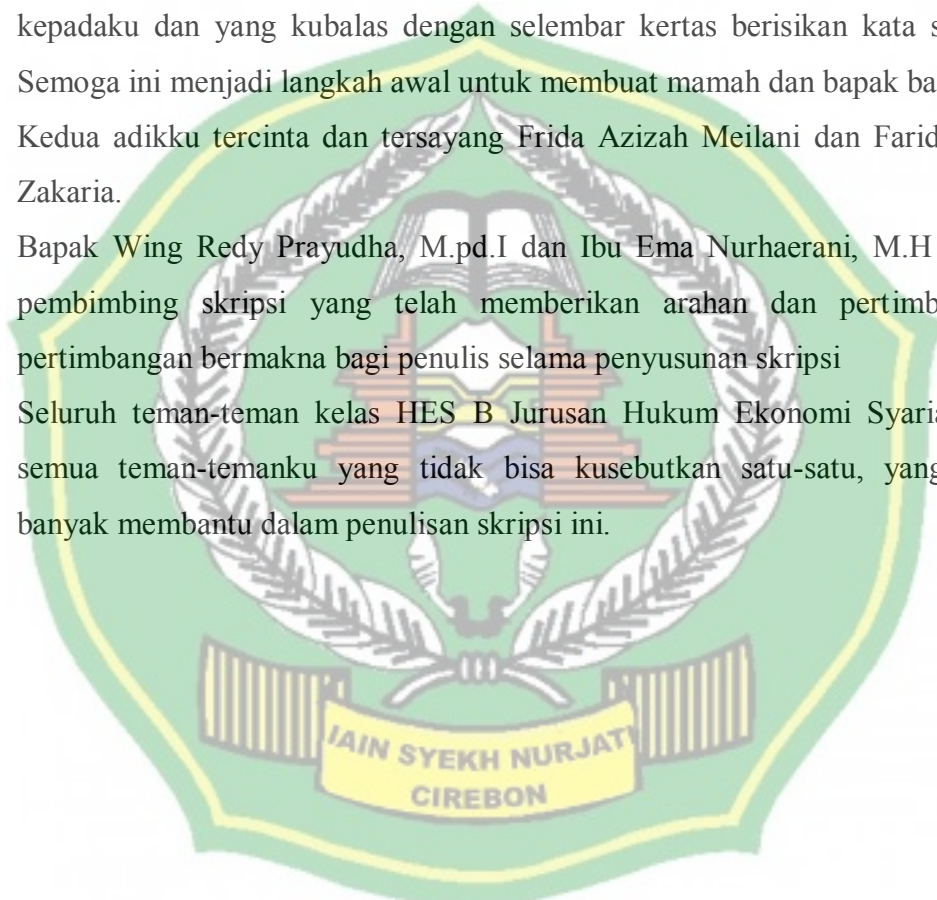 kepadaku dan yang kubalas dengan selembar kertas berisikan kata
Semoga ini menjadi langkah awal untuk membuat mamah dan bapak
Kedua adikku tercinta dan tersayang Frida Azizah Meilani dan Farid
Zakaria.
Bapak Wing Redy Prayudha, M.pd.I dan Ibu Ema Nurhaerani, M.H
pembimbing skripsi yang telah memberikan arahan dan
pertimbangan bermakna bagi penulis selama penyusunan skripsi
Seluruh teman-teman kelas HES B Jurusan Hukum Ekonomi
semua teman-temanku yang tidak bisa kusebutkan satu-satu, yang
banyak membantu dalam penulisan skripsi ini.
IAIN SYEKH NURJATI
CIREBON